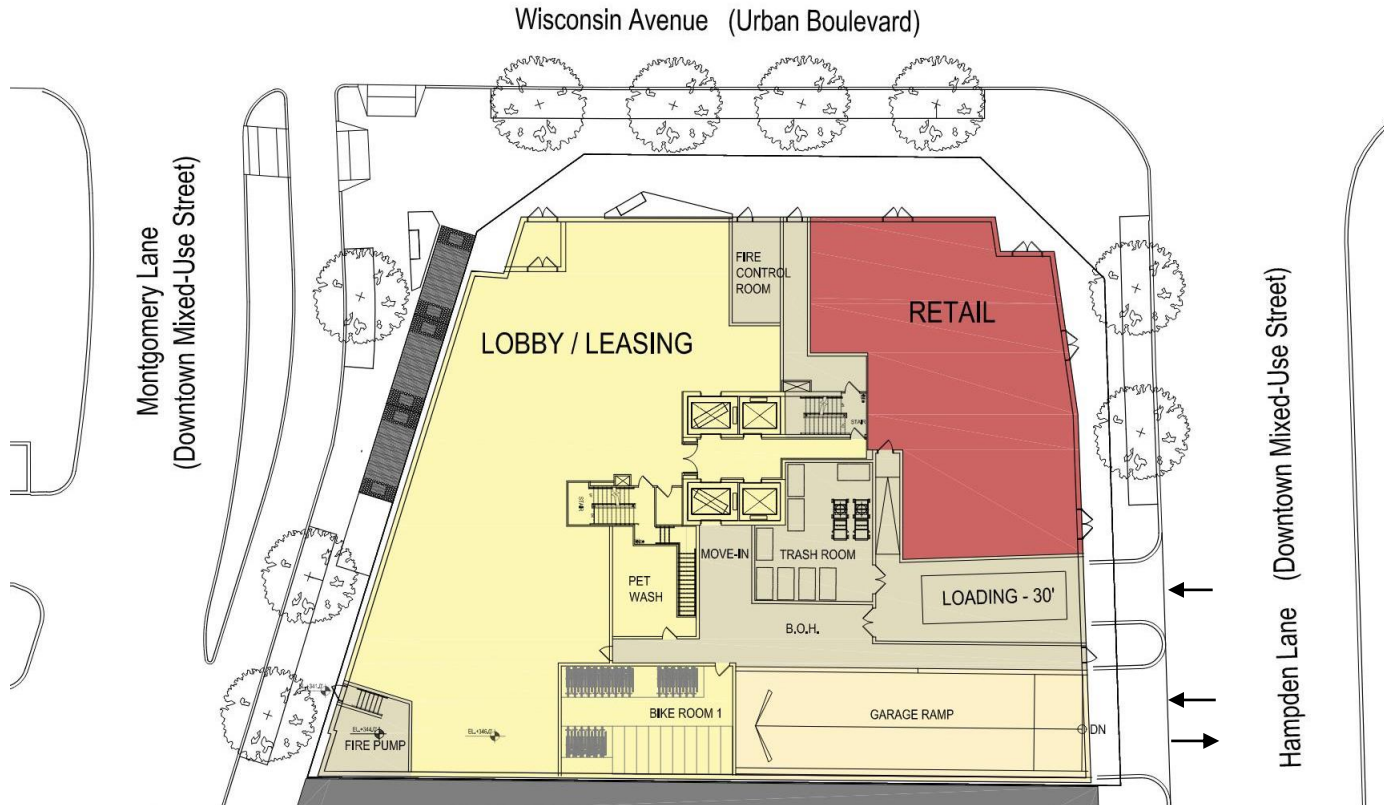 Wisconsin Avenue (Urban Boulevard)
Montgomery Lane
(Downtown Mixed-Use Street)
FIRE
CONTROL
ROOM
RETAIL
LOBBY / LEASING
Hampden Lane (Downtown Mixed-Use Street)
STAIR
STAIR
MOVE-IN
TRASH ROOM
PET
WASH
LOADING - 30'
B.O.H.
BIKE ROOM 1
GARAGE RAMP
DN
FIRE PUMP